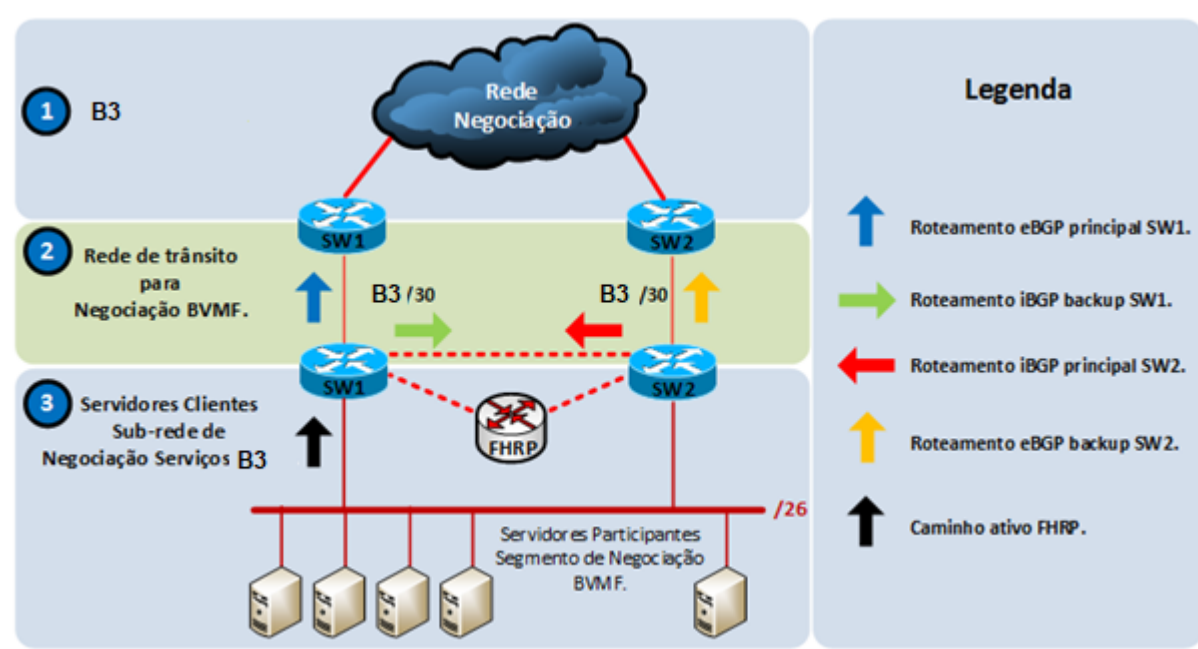 1 B3
Rede
Negociação
SW1
SW2
2 Rede de trânsito
para
Negociação BVMF.
B3 /30
B3 /30
SW1
SW2
3 Servidores Clientes
Sub-rede de
Negociação Serviços B3
FHRP
/26
Servidores Participantes
Segmento de Negociação
BVMF.
Legenda
Roteamento eBGP principal SW1.
Roteamento iBGP backup SW1.
Roteamento iBGP principal SW2.
Roteamento eBGP backup SW2.
Caminho ativo FHRP.